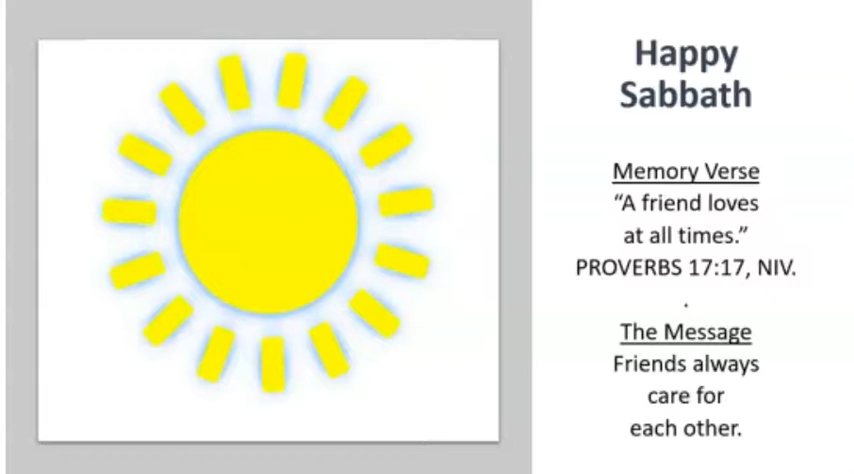 Happy
Sabbath
Memory Verse
“A friend loves
at all times.”
PROVERBS 17:17, NIV.
.
The Message
Friends always
care for
each other.